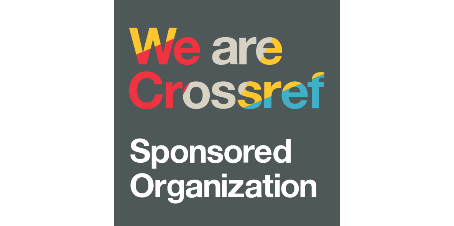 We are
Crossref
Sponsored
Organization